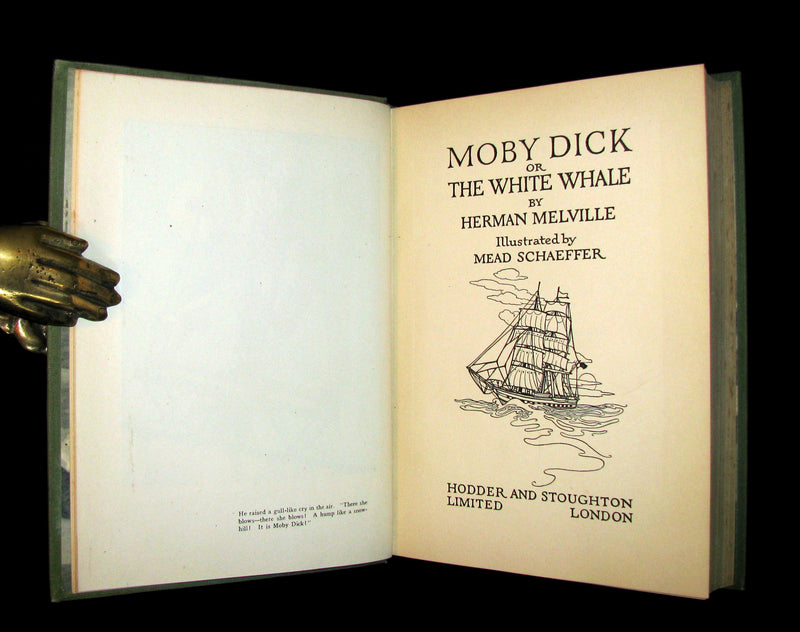 He raised a gull-like cry in the air. "There she
blows—there she blows! A hump like a snow-
hill! It is Moby Dick!"
MOBY DICK
OR
THE WHITE WHALE
BY
HERMAN MELVILLE
Illustrated by
MEAD SCHAEFFER
HODDER AND STOUGHTON
LIMITED LONDON